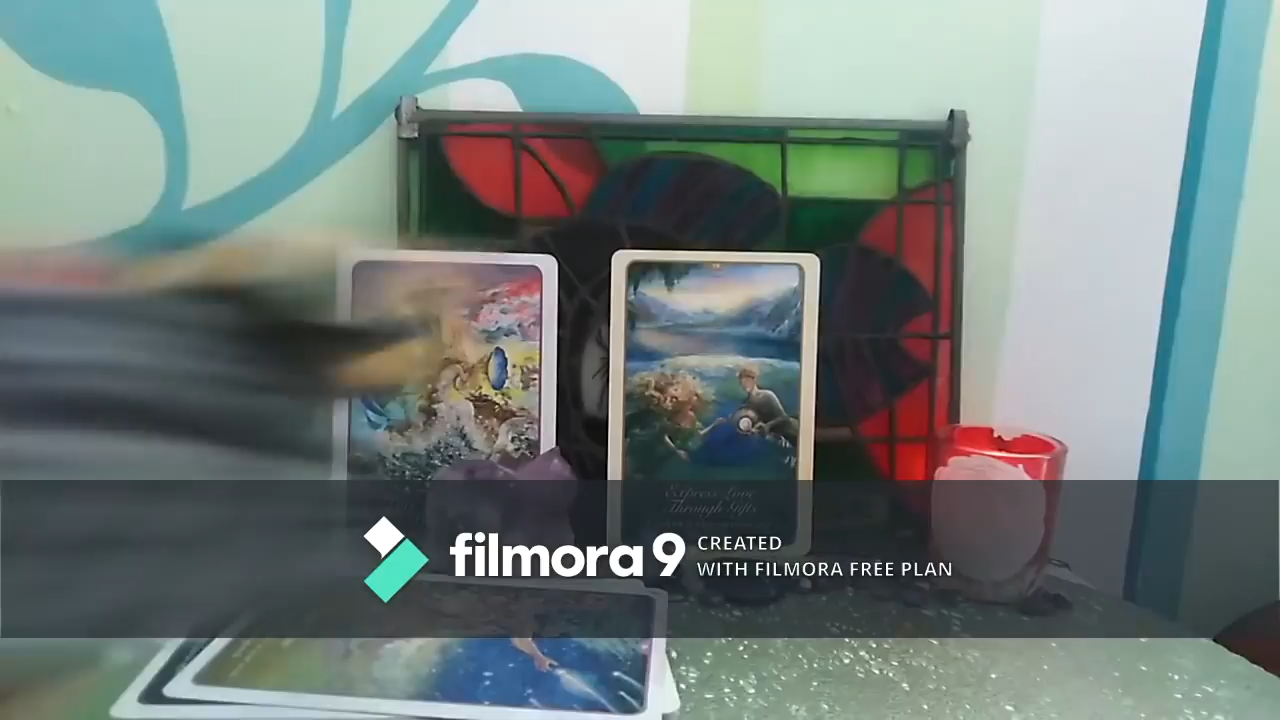 Express Love
Through Gifts
filmora9
CREATED
WITH FILMORA FREE PLAN